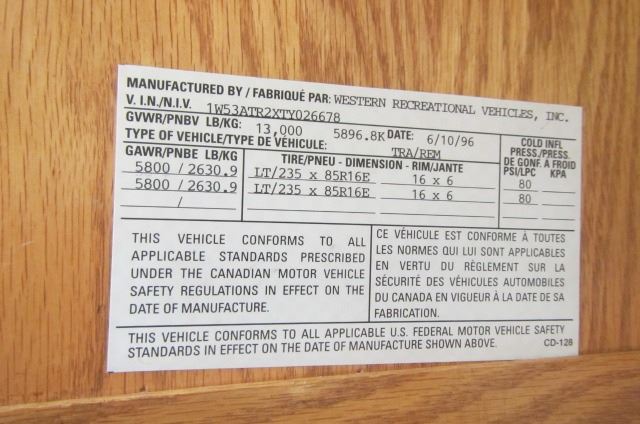 MANUFACTURED BY / FABRIQUÉ PAR: WESTERN RECREATIONAL VEHICLES, INC.
V. I.N./N.I.V. 1W53ATR2XTY026678
GVWR/PNBV LB/KG: 13,000 5896.8K DATE: 6/10/96
TYPE OF VEHICLE/TYPE DE VÉHICULE: TRA/REM
GAWR/PNBE LB/KG TIRE/PNEU - DIMENSION - RIM/JANTE COLD INFL PRESS./PRESS. DE GONF. A FROID PSI/LPC KPA
5800 / 2630.9 LT/235 x 85R16E 16 x 6 80
5800 / 2630.9 LT/235 x 85R16E 16 x 6 80
/
THIS VEHICLE CONFORMS TO ALL
APPLICABLE STANDARDS PRESCRIBED
UNDER THE CANADIAN MOTOR VEHICLE
SAFETY REGULATIONS IN EFFECT ON THE
DATE OF MANUFACTURE.
CE VÉHICULE EST CONFORME À TOUTES
LES NORMES QUI LUI SONT APPLICABLES
EN VERTU DU RÈGLEMENT SUR LA
SÉCURITÉ DES VÉHICULES AUTOMOBILES
DU CANADA EN VIGUEUR À LA DATE DE SA
FABRICATION.
THIS VEHICLE CONFORMS TO ALL APPLICABLE U.S. FEDERAL MOTOR VEHICLE SAFETY
STANDARDS IN EFFECT ON THE DATE OF MANUFACTURE SHOWN ABOVE. CD-128